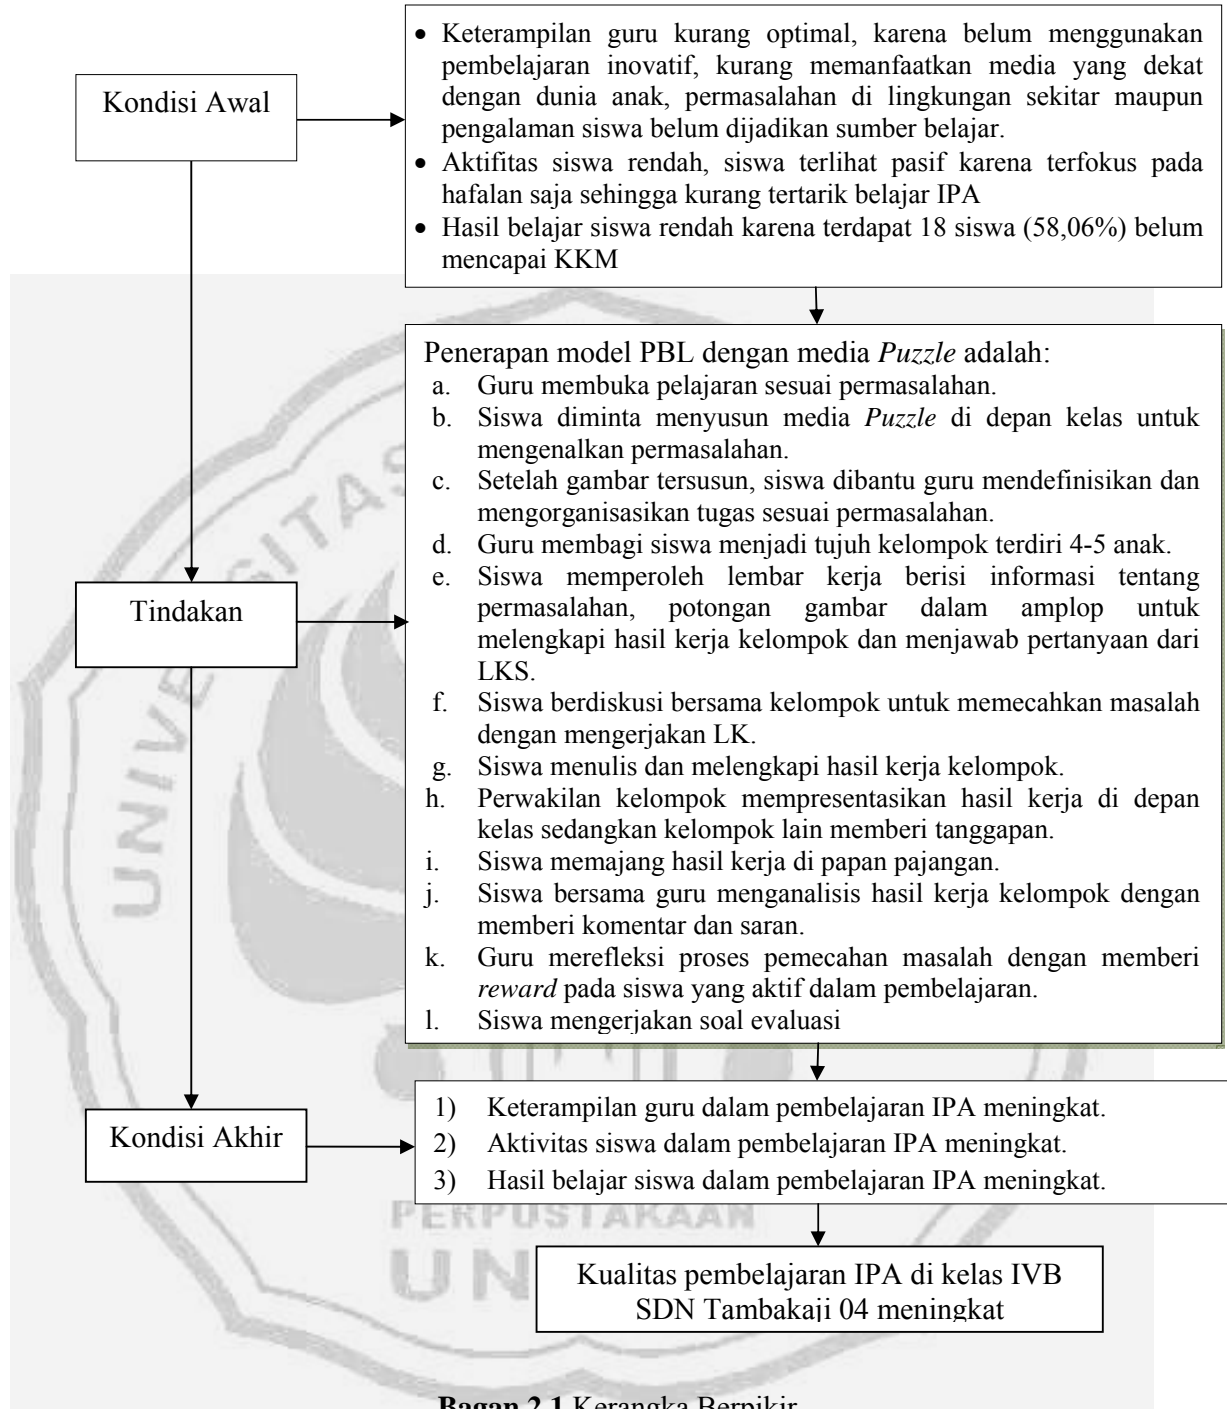 Kondisi Awal
• Keterampilan guru kurang optimal, karena belum menggunakan
pembelajaran inovatif, kurang memanfaatkan media yang dekat
dengan dunia anak, permasalahan di lingkungan sekitar maupun
pengalaman siswa belum dijadikan sumber belajar.
• Aktifitas siswa rendah, siswa terlihat pasif karena terfokus pada
hafalan saja sehingga kurang tertarik belajar IPA
• Hasil belajar siswa rendah karena terdapat 18 siswa (58,06%) belum
mencapai KKM
Tindakan
Penerapan model PBL dengan media Puzzle adalah:
a. Guru membuka pelajaran sesuai permasalahan.
b. Siswa diminta menyusun media Puzzle di depan kelas untuk
mengenalkan permasalahan.
c. Setelah gambar tersusun, siswa dibantu guru mendefinisikan dan
mengorganisasikan tugas sesuai permasalahan.
d. Guru membagi siswa menjadi tujuh kelompok terdiri 4-5 anak.
e. Siswa memperoleh lembar kerja berisi informasi tentang
permasalahan, potongan gambar dalam amplop untuk
melengkapi hasil kerja kelompok dan menjawab pertanyaan dari
LKS.
f. Siswa berdiskusi bersama kelompok untuk memecahkan masalah
dengan mengerjakan LK.
g. Siswa menulis dan melengkapi hasil kerja kelompok.
h. Perwakilan kelompok mempresentasikan hasil kerja di depan
kelas sedangkan kelompok lain memberi tanggapan.
i. Siswa memajang hasil kerja di papan pajangan.
j. Siswa bersama guru menganalisis hasil kerja kelompok dengan
memberi komentar dan saran.
k. Guru merefleksi proses pemecahan masalah dengan memberi
reward pada siswa yang aktif dalam pembelajaran.
l. Siswa mengerjakan soal evaluasi
Kondisi Akhir
1) Keterampilan guru dalam pembelajaran IPA meningkat.
2) Aktivitas siswa dalam pembelajaran IPA meningkat.
3) Hasil belajar siswa dalam pembelajaran IPA meningkat.
Kualitas pembelajaran IPA di kelas IVB
SDN Tambakaji 04 meningkat
Bagan 2.1 Kerangka Berpikir
UNIVERSITAS
PERPUSTAKAAN